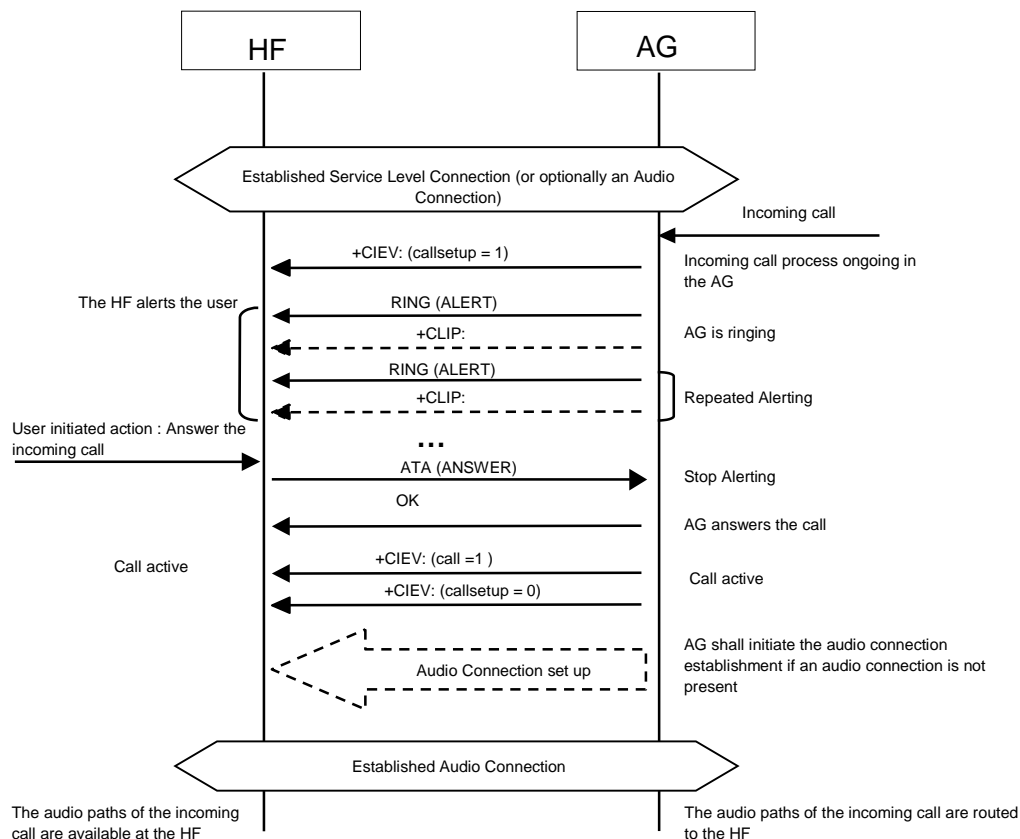 HF
AG
Established Service Level Connection (or optionally an Audio
Connection)
Incoming call
+CIEV: (callsetup = 1)
Incoming call process ongoing in
the AG
The HF alerts the user
RING (ALERT)
+CLIP:
AG is ringing
RING (ALERT)
+CLIP:
Repeated Alerting
User initiated action : Answer the
incoming call
...
ATA (ANSWER)
Stop Alerting
OK
AG answers the call
+CIEV: (call =1 )
Call active
Call active
+CIEV: (callsetup = 0)
AG shall initiate the audio connection
establishment if an audio connection is not
present
Audio Connection set up
Established Audio Connection
The audio paths of the incoming
call are available at the HF
The audio paths of the incoming call are routed
to the HF